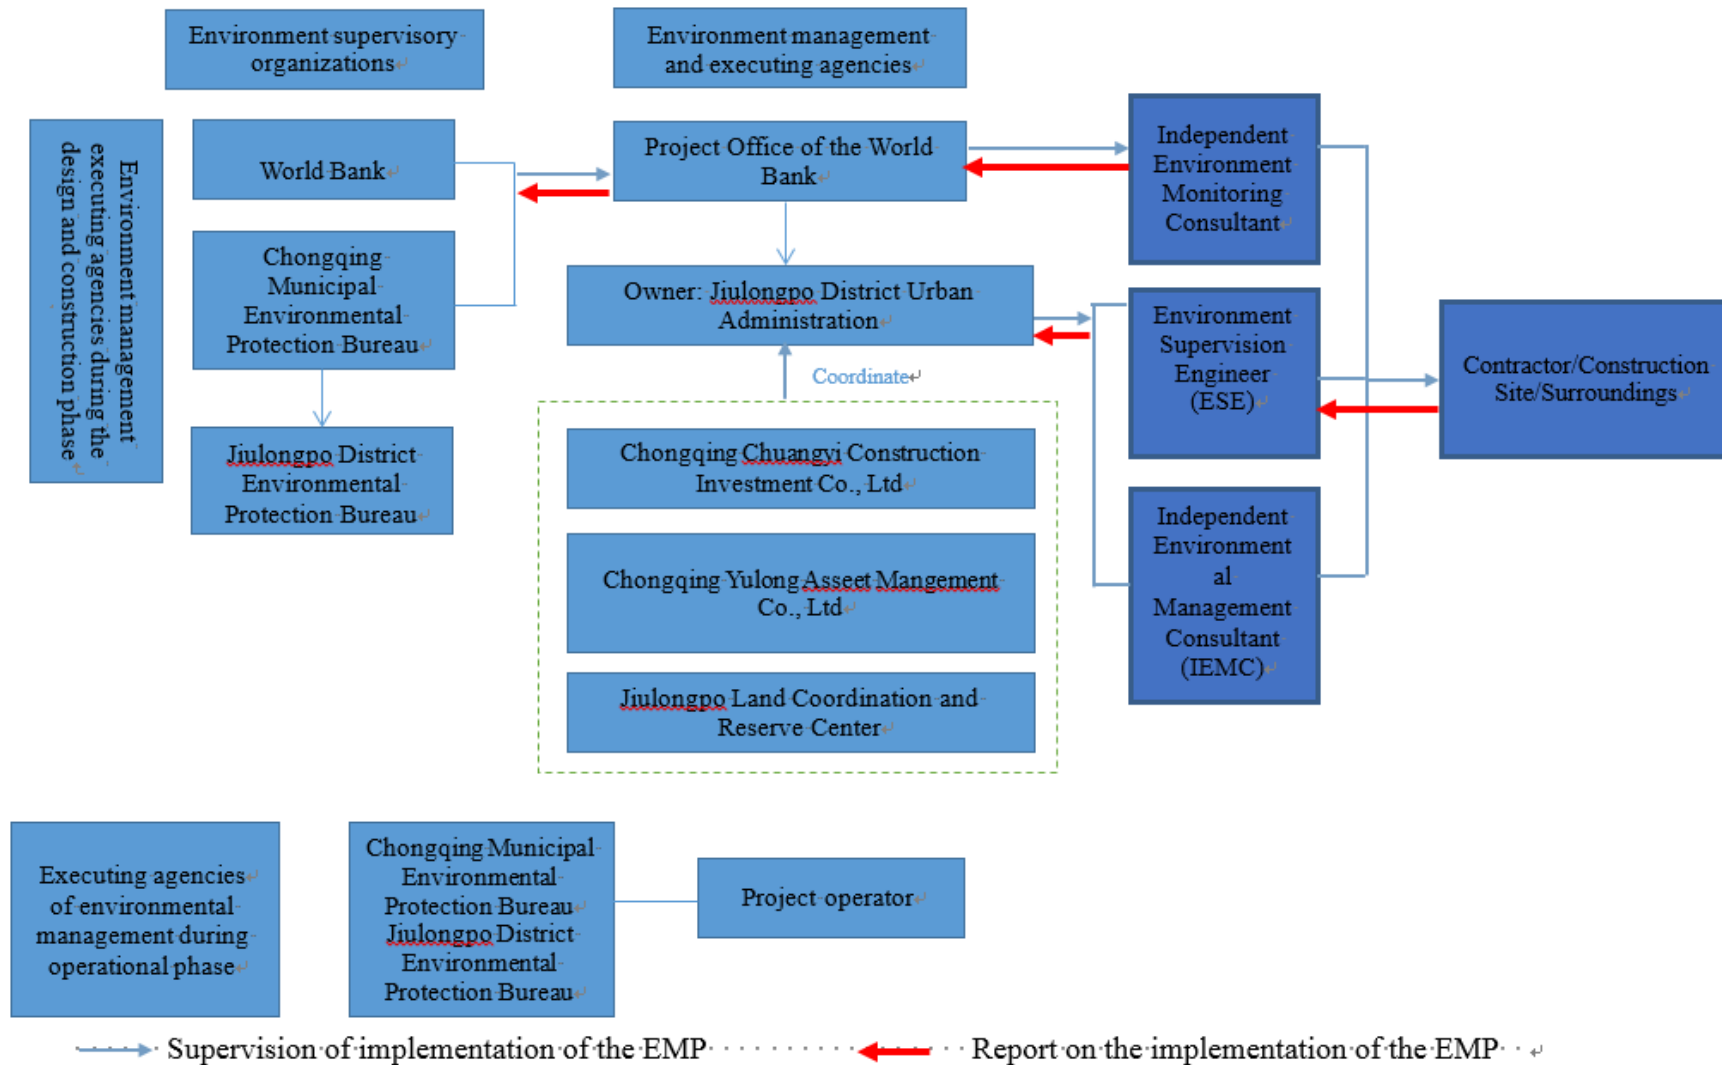 Environment supervisory
organizations
Environment management
and executing agencies
Environment management
executing agencies during the
design and construction phase
World Bank
Project Office of the World
Bank
Independent
Environment
Monitoring
Consultant
Chongqing
Municipal
Environmental
Protection Bureau
Owner: Jiulongpo District Urban
Administration
Environment
Supervision
Engineer
(ESE)
Contractor/Construction
Site/Surroundings
Coordinate
Jiulongpo District
Environmental
Protection Bureau
Chongqing Chuangyi Construction
Investment Co., Ltd
Chongqing Yulong Asseet Mangement
Co., Ltd
Jiulongpo Land Coordination and
Reserve Center
Independent
Environment
al
Management
Consultant
(IEMC)
Executing agencies
of environmental
management during
operational phase
Chongqing Municipal
Environmental
Protection Bureau
Jiulongpo District
Environmental
Protection Bureau
Project operator
Supervision of implementation of the EMP
Report on the implementation of the EMP